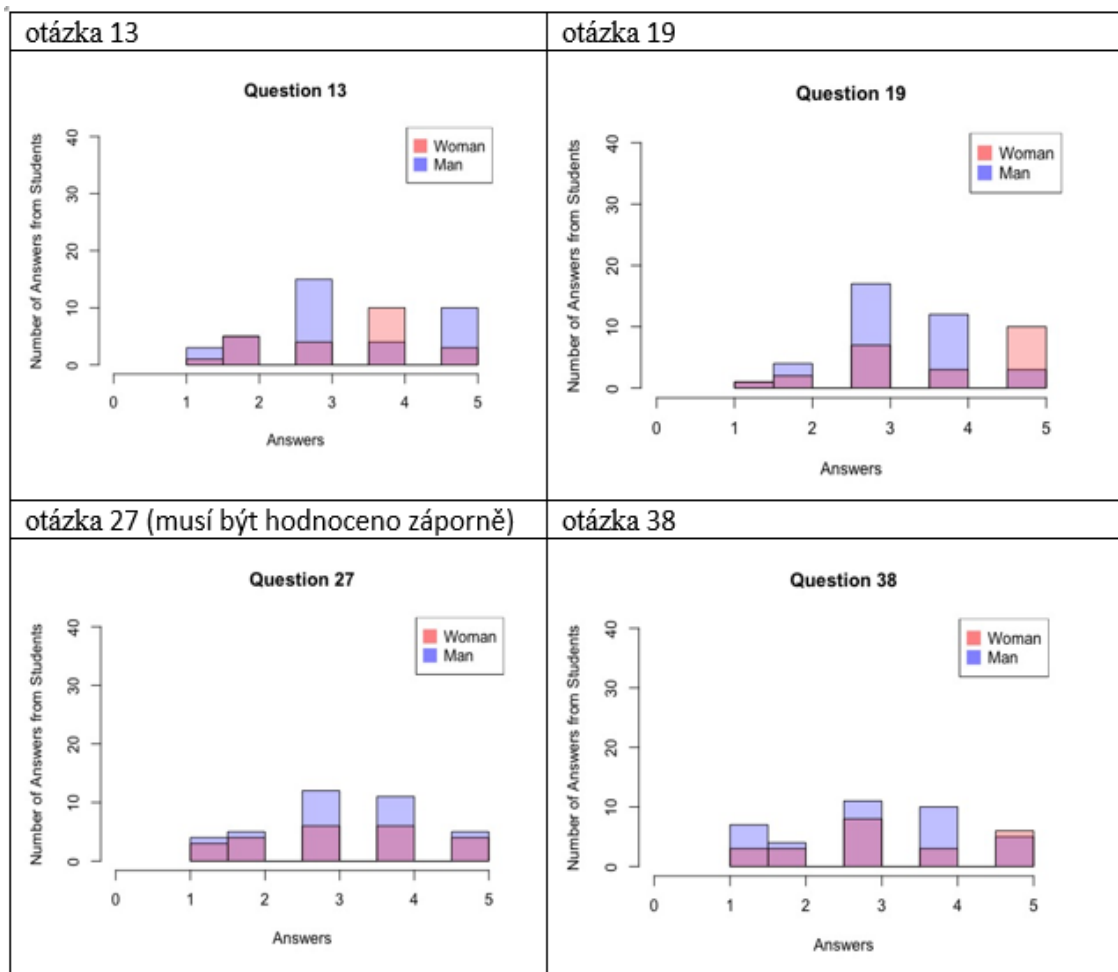 otázka 13
Question 13
Woman
Man
Number of Answers from Students
40
30
20
10
0
0 1 2 3 4 5
Answers
otázka 19
Question 19
Woman
Man
Number of Answers from Students
40
30
20
10
0
0 1 2 3 4 5
Answers
otázka 27 (musí být hodnoceno záporně)
Question 27
Woman
Man
Number of Answers from Students
40
30
20
10
0
0 1 2 3 4 5
Answers
otázka 38
Question 38
Woman
Man
Number of Answers from Students
40
30
20
10
0
0 1 2 3 4 5
Answers